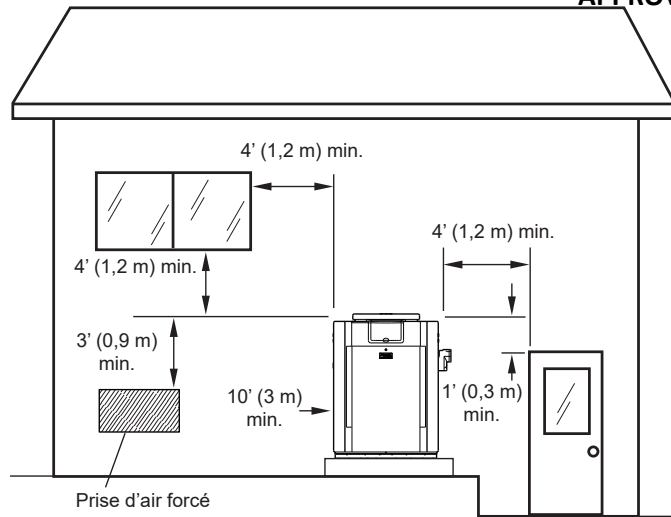 4’ (1,2 m) min.
4’ (1,2 m) min.
4’ (1,2 m) min.
3’ (0,9 m)
min.
10’ (3 m)
min.
1’ (0,3 m)
min.
Prise d’air forcé